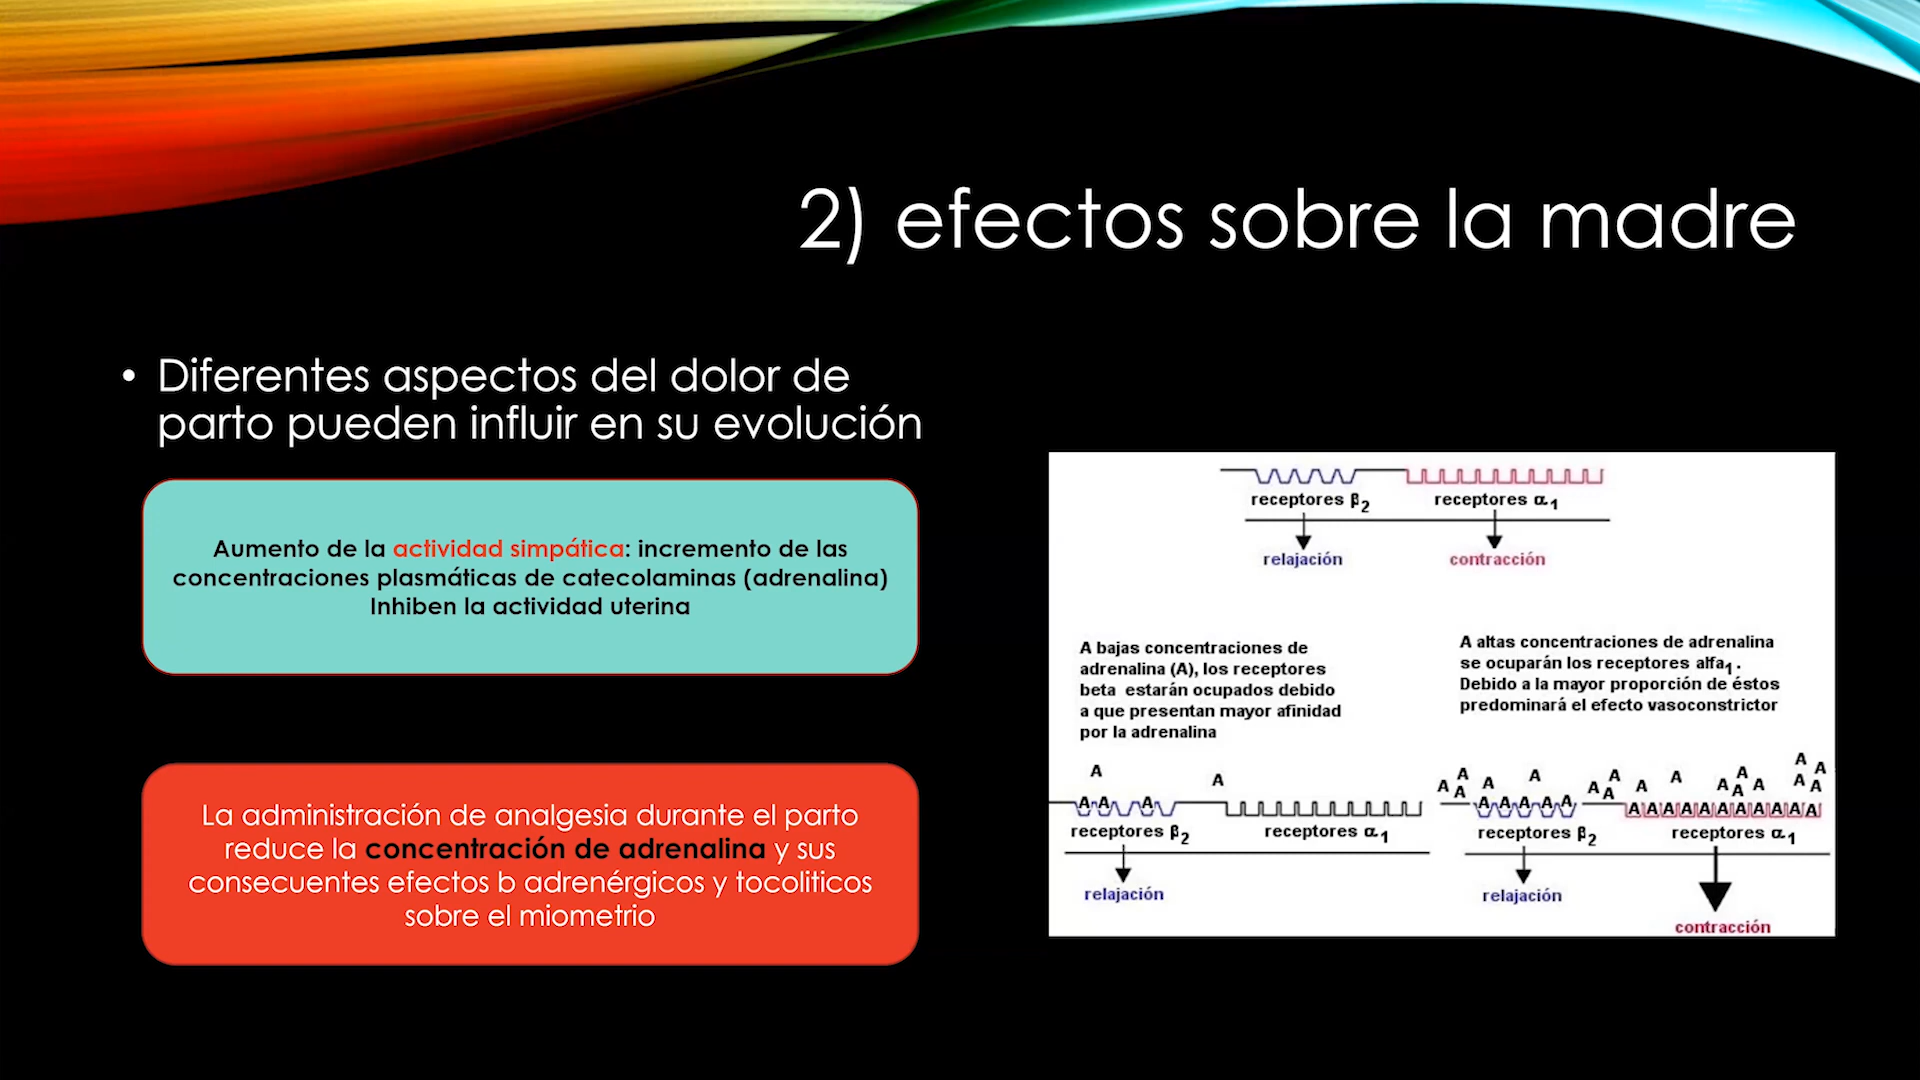 2) efectos sobre la madre
• Diferentes aspectos del dolor de
parto pueden influir en su evolución
Aumento de la actividad simpática: incremento de las
concentraciones plasmáticas de catecolaminas (adrenalina)
Inhiben la actividad uterina
La administración de analgesia durante el parto
reduce la concentración de adrenalina y sus
consecuentes efectos b adrenérgicos y tocoliticos
sobre el miometrio
receptores β2 receptores α1
relajación contracción
A bajas concentraciones de
adrenalina (A), los receptores
beta estarán ocupados debido
a que presentan mayor afinidad
por la adrenalina
A altas concentraciones de adrenalina
se ocuparán los receptores alfa1.
Debido a la mayor proporción de éstos
predominará el efecto vasoconstrictor
A A
A A A
receptores β2 receptores α1
relajación
A A A A A A A A A A A A A A A A A A A
A A A A A A A A A A A A A A A A
receptores β2 receptores α1
relajación
contracción